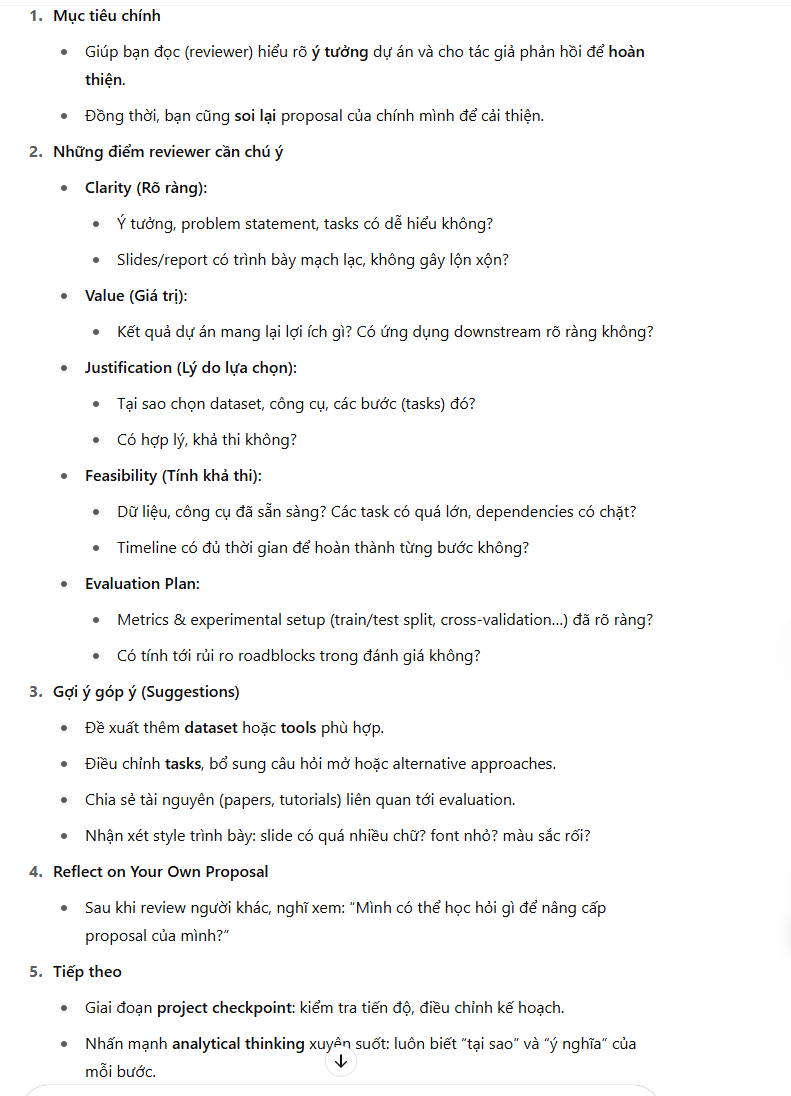 1. Mục tiêu chính
• Giúp bạn đọc (reviewer) hiểu rõ ý tưởng dự án và cho tác giả phản hồi để hoàn
thiện.
• Đồng thời, bạn cũng soi lại proposal của chính mình để cải thiện.
2. Những điểm reviewer cần chú ý
• Clarity (Rõ ràng):
• Ý tưởng, problem statement, tasks có dễ hiểu không?
• Slides/report có trình bày mạch lạc, không gây lộn xộn?
• Value (Giá trị):
• Kết quả dự án mang lại lợi ích gì? Có ứng dụng downstream rõ ràng không?
• Justification (Lý do lựa chọn):
• Tại sao chọn dataset, công cụ, các bước (tasks) đó?
• Có hợp lý, khả thi không?
• Feasibility (Tính khả thi):
• Dữ liệu, công cụ đã sẵn sàng? Các task có quá lớn, dependencies có chặt?
• Timeline có đủ thời gian để hoàn thành từng bước không?
• Evaluation Plan:
• Metrics & experimental setup (train/test split, cross-validation…) đã rõ ràng?
• Có tính tới rủi ro roadblocks trong đánh giá không?
3. Gợi ý góp ý (Suggestions)
• Đề xuất thêm dataset hoặc tools phù hợp.
• Điều chỉnh tasks, bổ sung câu hỏi mở hoặc alternative approaches.
• Chia sẻ tài nguyên (papers, tutorials) liên quan tới evaluation.
• Nhận xét style trình bày: slide có quá nhiều chữ? font nhỏ? màu sắc rối?
4. Reflect on Your Own Proposal
• Sau khi review người khác, nghĩ xem: “Mình có thể học hỏi gì để nâng cấp
proposal của mình?”
5. Tiếp theo
• Giai đoạn project checkpoint: kiểm tra tiến độ, điều chỉnh kế hoạch.
• Nhấn mạnh analytical thinking xuyên suốt: luôn biết “tại sao” và “ý nghĩa” của
mỗi bước.